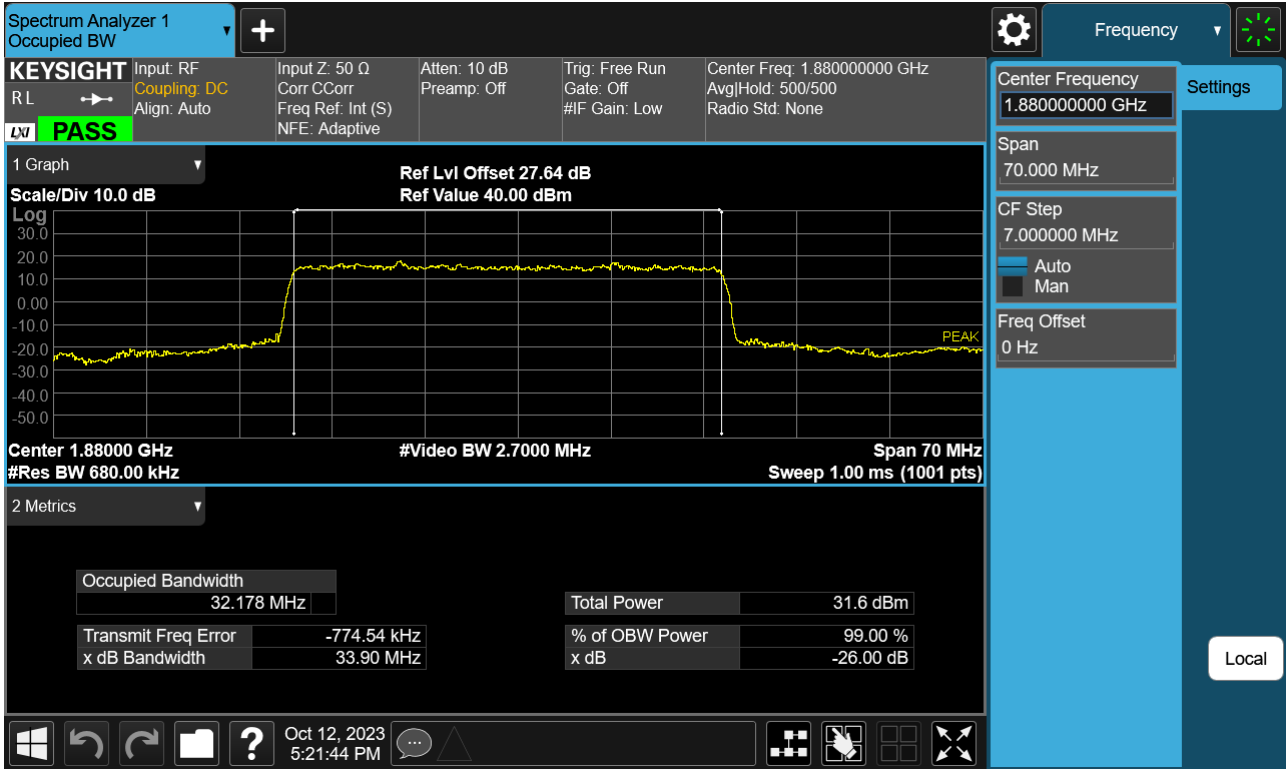 Spectrum Analyzer 1
Occupied BW
▼
+
Frequency
▼
KEYSIGHT
R L
LXI
PASS
Input: RF
Coupling: DC
Align: Auto
Input Z: 50 Ω
Corr CCorr
Freq Ref: Int (S)
NFE: Adaptive
Atten: 10 dB
Preamp: Off
Trig: Free Run
Gate: Off
#IF Gain: Low
Center Freq: 1.880000000 GHz
Avg|Hold: 500/500
Radio Std: None
Center Frequency
1.880000000 GHz
Settings
Span
70.000 MHz
CF Step
7.000000 MHz
Auto
Man
Freq Offset
0 Hz
Local
1 Graph ▼
Scale/Div 10.0 dB
Ref Lvl Offset 27.64 dB
Ref Value 40.00 dBm
Log
30.0
20.0
10.0
0.00
-10.0
-20.0
-30.0
-40.0
-50.0
PEAK
Center 1.88000 GHz #Video BW 2.7000 MHz Span 70 MHz
#Res BW 680.00 kHz Sweep 1.00 ms (1001 pts)
2 Metrics ▼
Occupied Bandwidth
32.178 MHz
Total Power 31.6 dBm
Transmit Freq Error -774.54 kHz
% of OBW Power 99.00 %
x dB Bandwidth 33.90 MHz
x dB -26.00 dB
?
Oct 12, 2023
5:21:44 PM